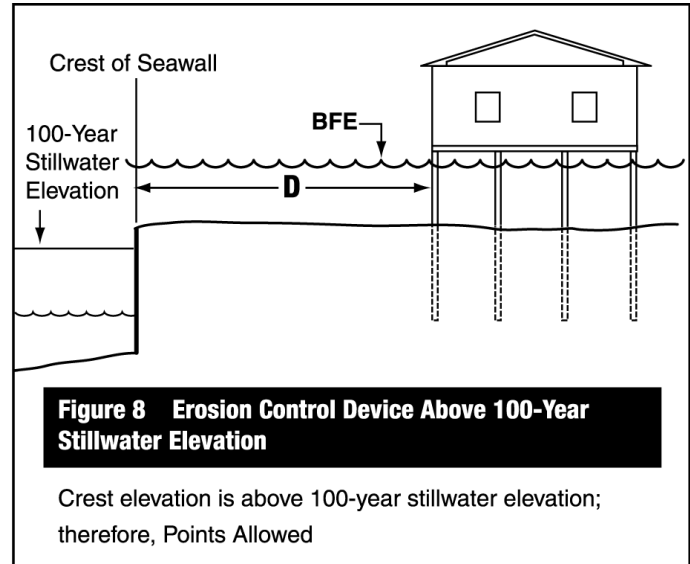 Crest of Seawall
100-Year
Stillwater
Elevation
BFE
D
Figure 8 Erosion Control Device Above 100-Year
Stillwater Elevation
Crest elevation is above 100-year stillwater elevation;
therefore, Points Allowed